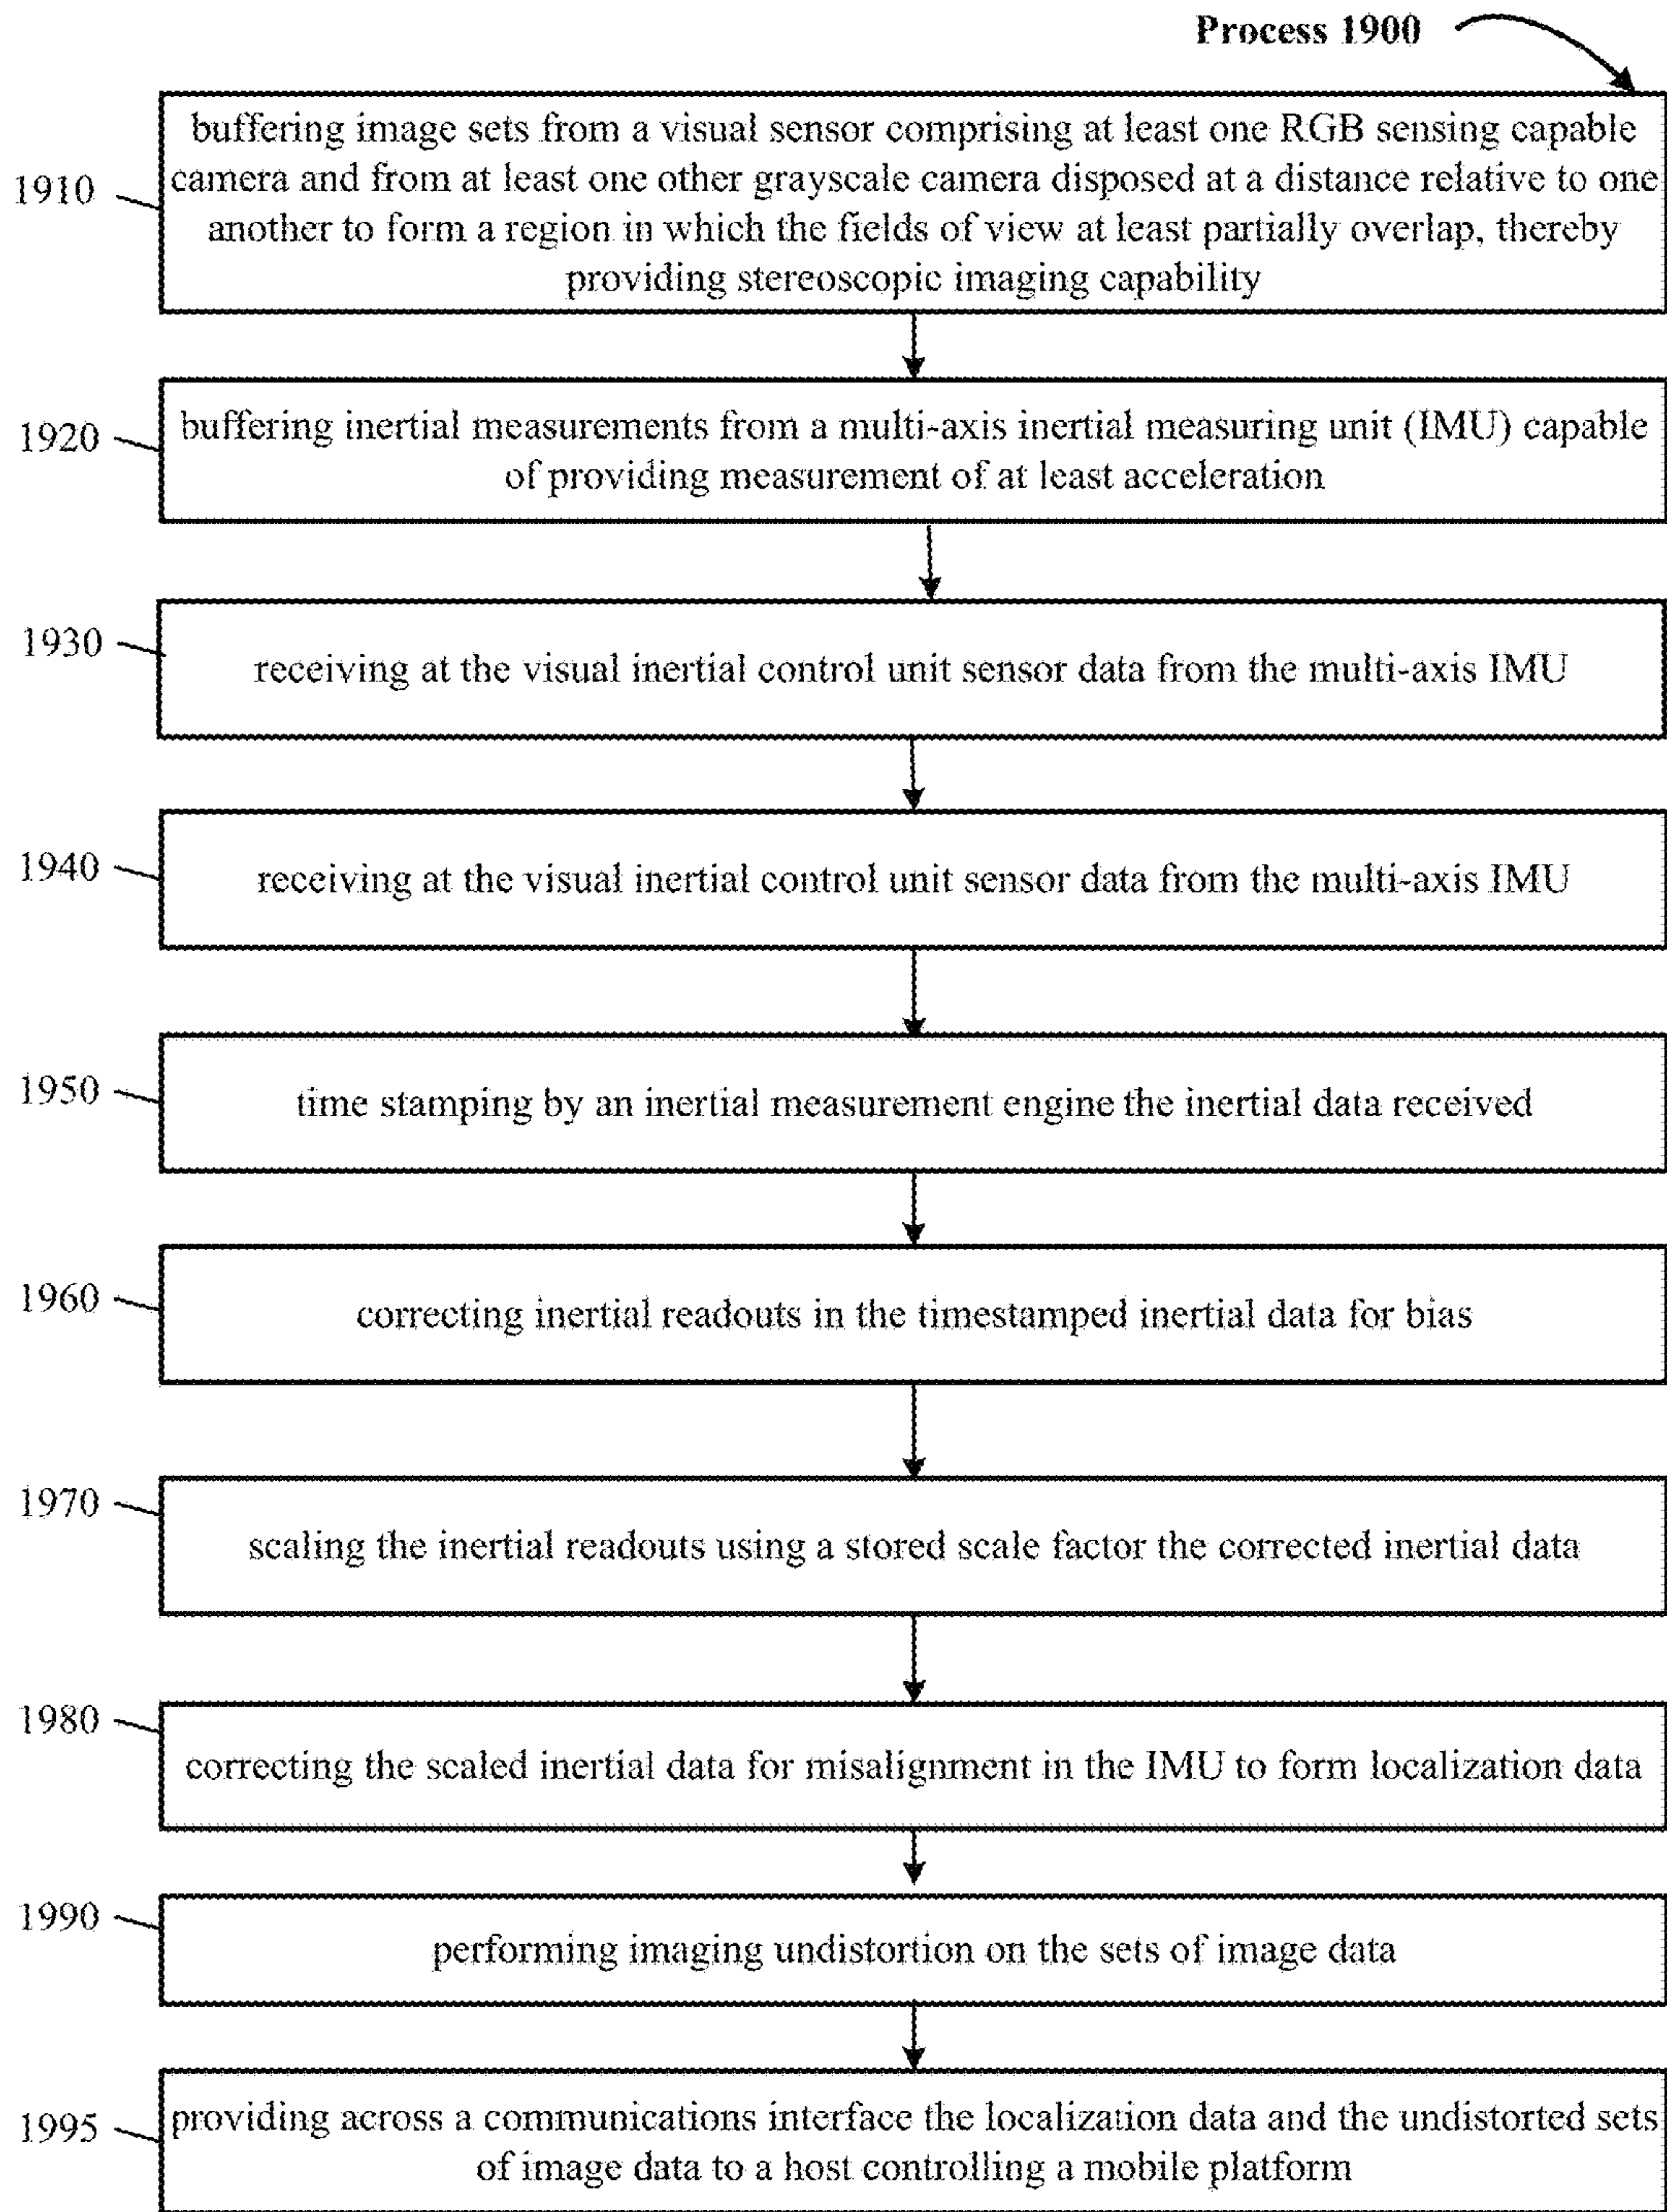 Process 1900
1910
buffering image sets from a visual sensor comprising at least one RGB sensing capable
camera and from at least one other grayscale camera disposed at a distance relative to one
another to form a region in which the fields of view at least partially overlap, thereby
providing stereoscopic imaging capability
1920
buffering inertial measurements from a multi-axis inertial measuring unit (IMU) capable
of providing measurement of at least acceleration
1930
receiving at the visual inertial control unit sensor data from the multi-axis IMU
1940
receiving at the visual inertial control unit sensor data from the multi-axis IMU
1950
time stamping by an inertial measurement engine the inertial data received
1960
correcting inertial readouts in the timestamped inertial data for bias
1970
scaling the inertial readouts using a stored scale factor the corrected inertial data
1980
correcting the scaled inertial data for misalignment in the IMU to form localization data
1990
performing imaging undistortion on the sets of image data
1995
providing across a communications interface the localization data and the undistorted sets
of image data to a host controlling a mobile platform